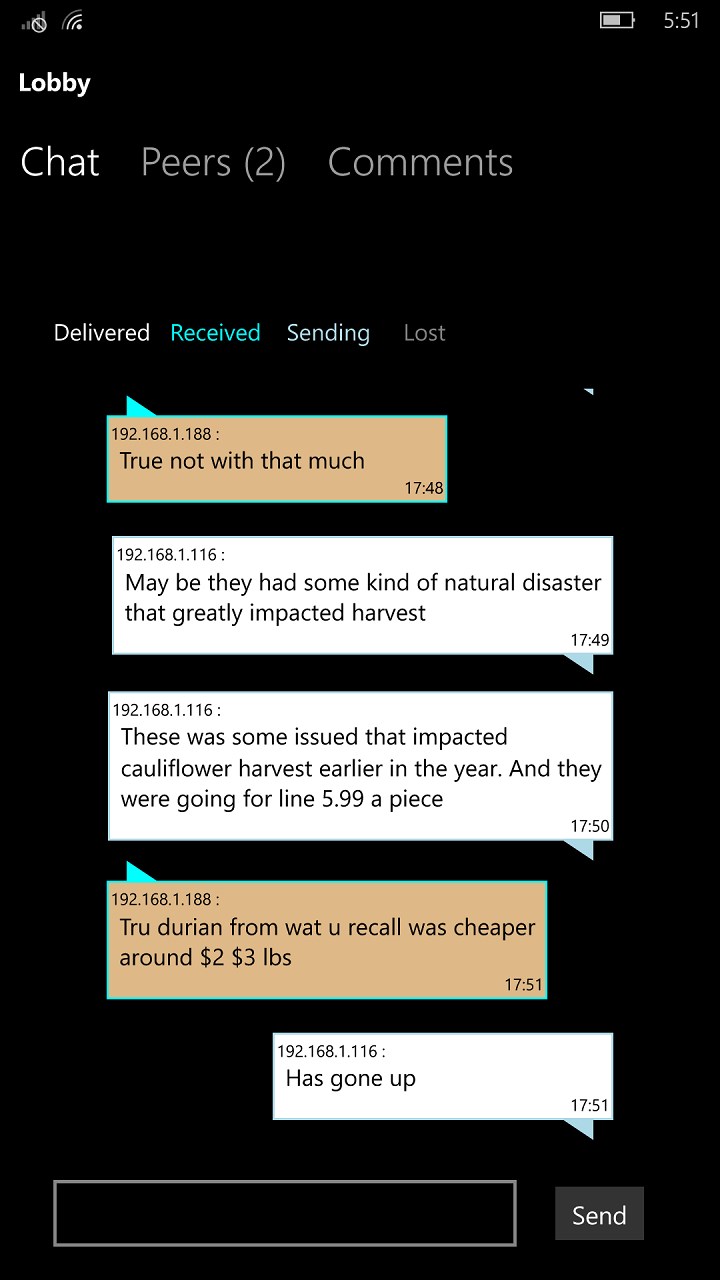 5:51
Lobby
Chat Peers (2) Comments
Delivered Received Sending Lost
192.168.1.188 :
True not with that much
17:48
192.168.1.116 :
May be they had some kind of natural disaster
that greatly impacted harvest
17:49
192.168.1.116 :
These was some issued that impacted
cauliflower harvest earlier in the year. And they
were going for line 5.99 a piece
17:50
192.168.1.188 :
Tru durian from wat u recall was cheaper
around $2 $3 lbs
17:51
192.168.1.116 :
Has gone up
17:51
Send